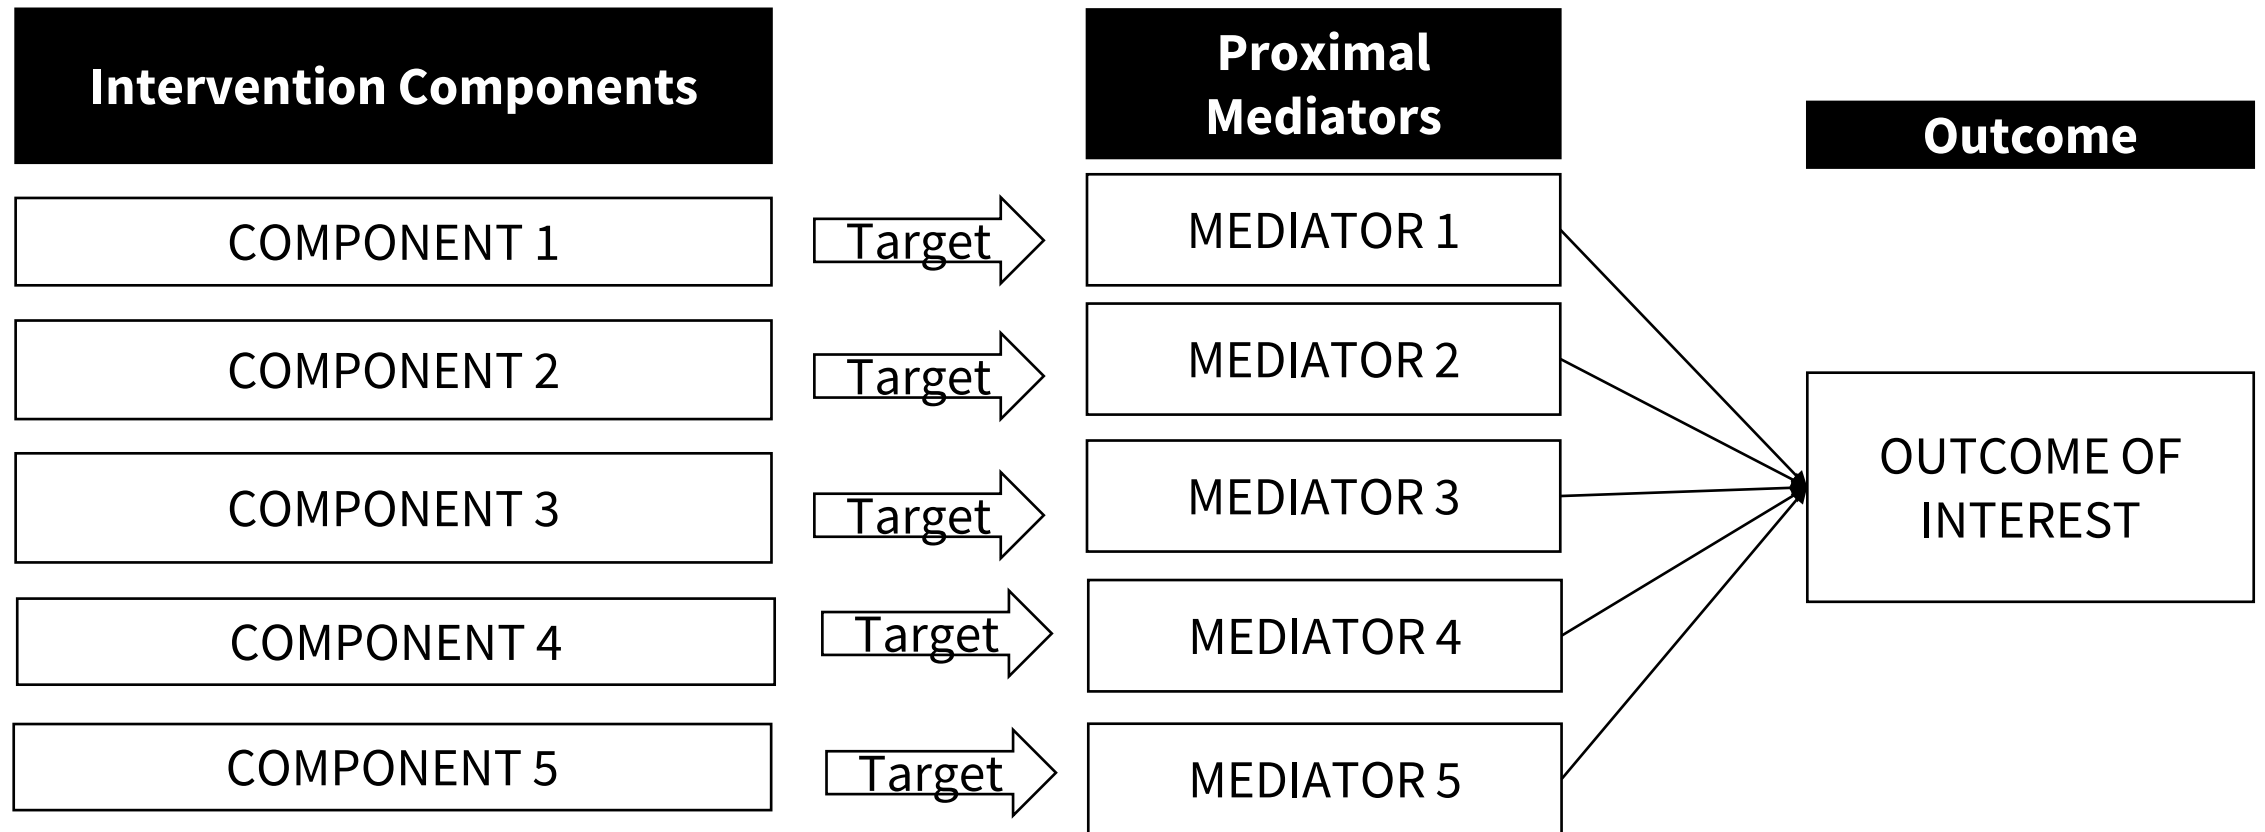 Intervention Components
Proximal
Mediators
Outcome
COMPONENT 1
Target
MEDIATOR 1
COMPONENT 2
Target
MEDIATOR 2
COMPONENT 3
Target
MEDIATOR 3
OUTCOME OF
INTEREST
COMPONENT 4
Target
MEDIATOR 4
COMPONENT 5
Target
MEDIATOR 5